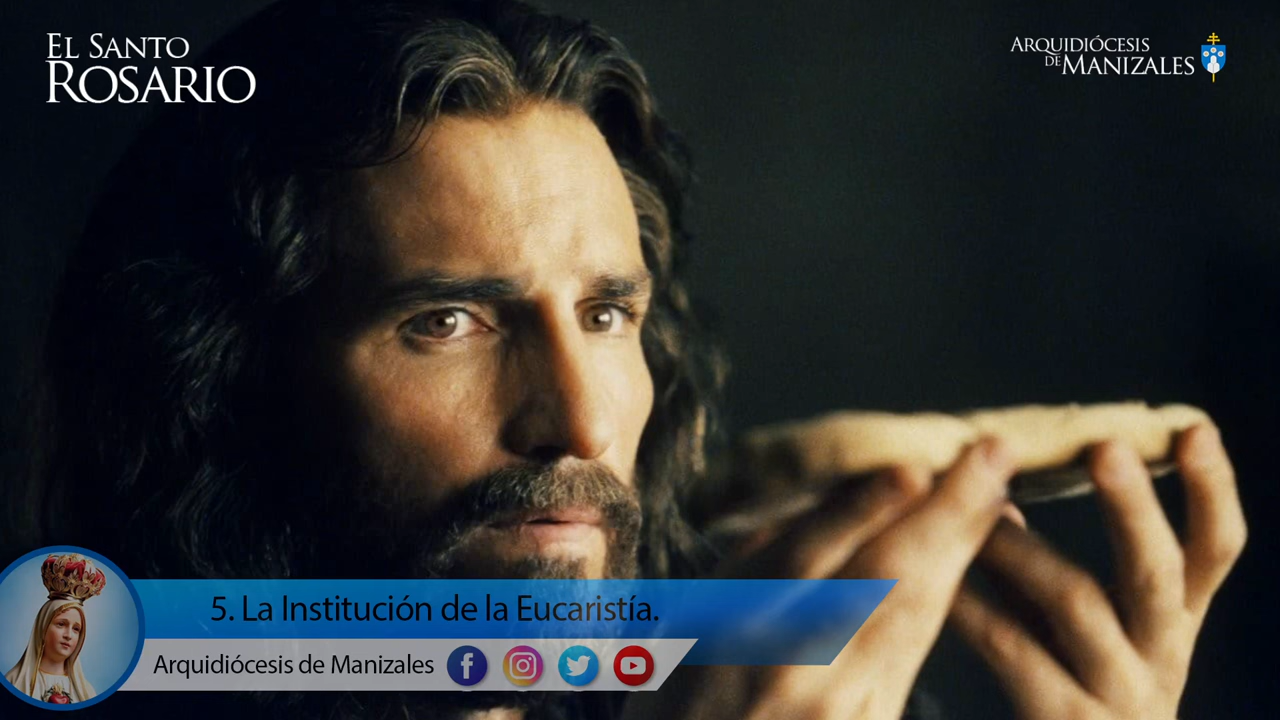 EL SANTO
ROSARIO
ARQUIDIÓCESIS
DE MANIZALES
5. La Institución de la Eucaristía.
Arquidiócesis de Manizales